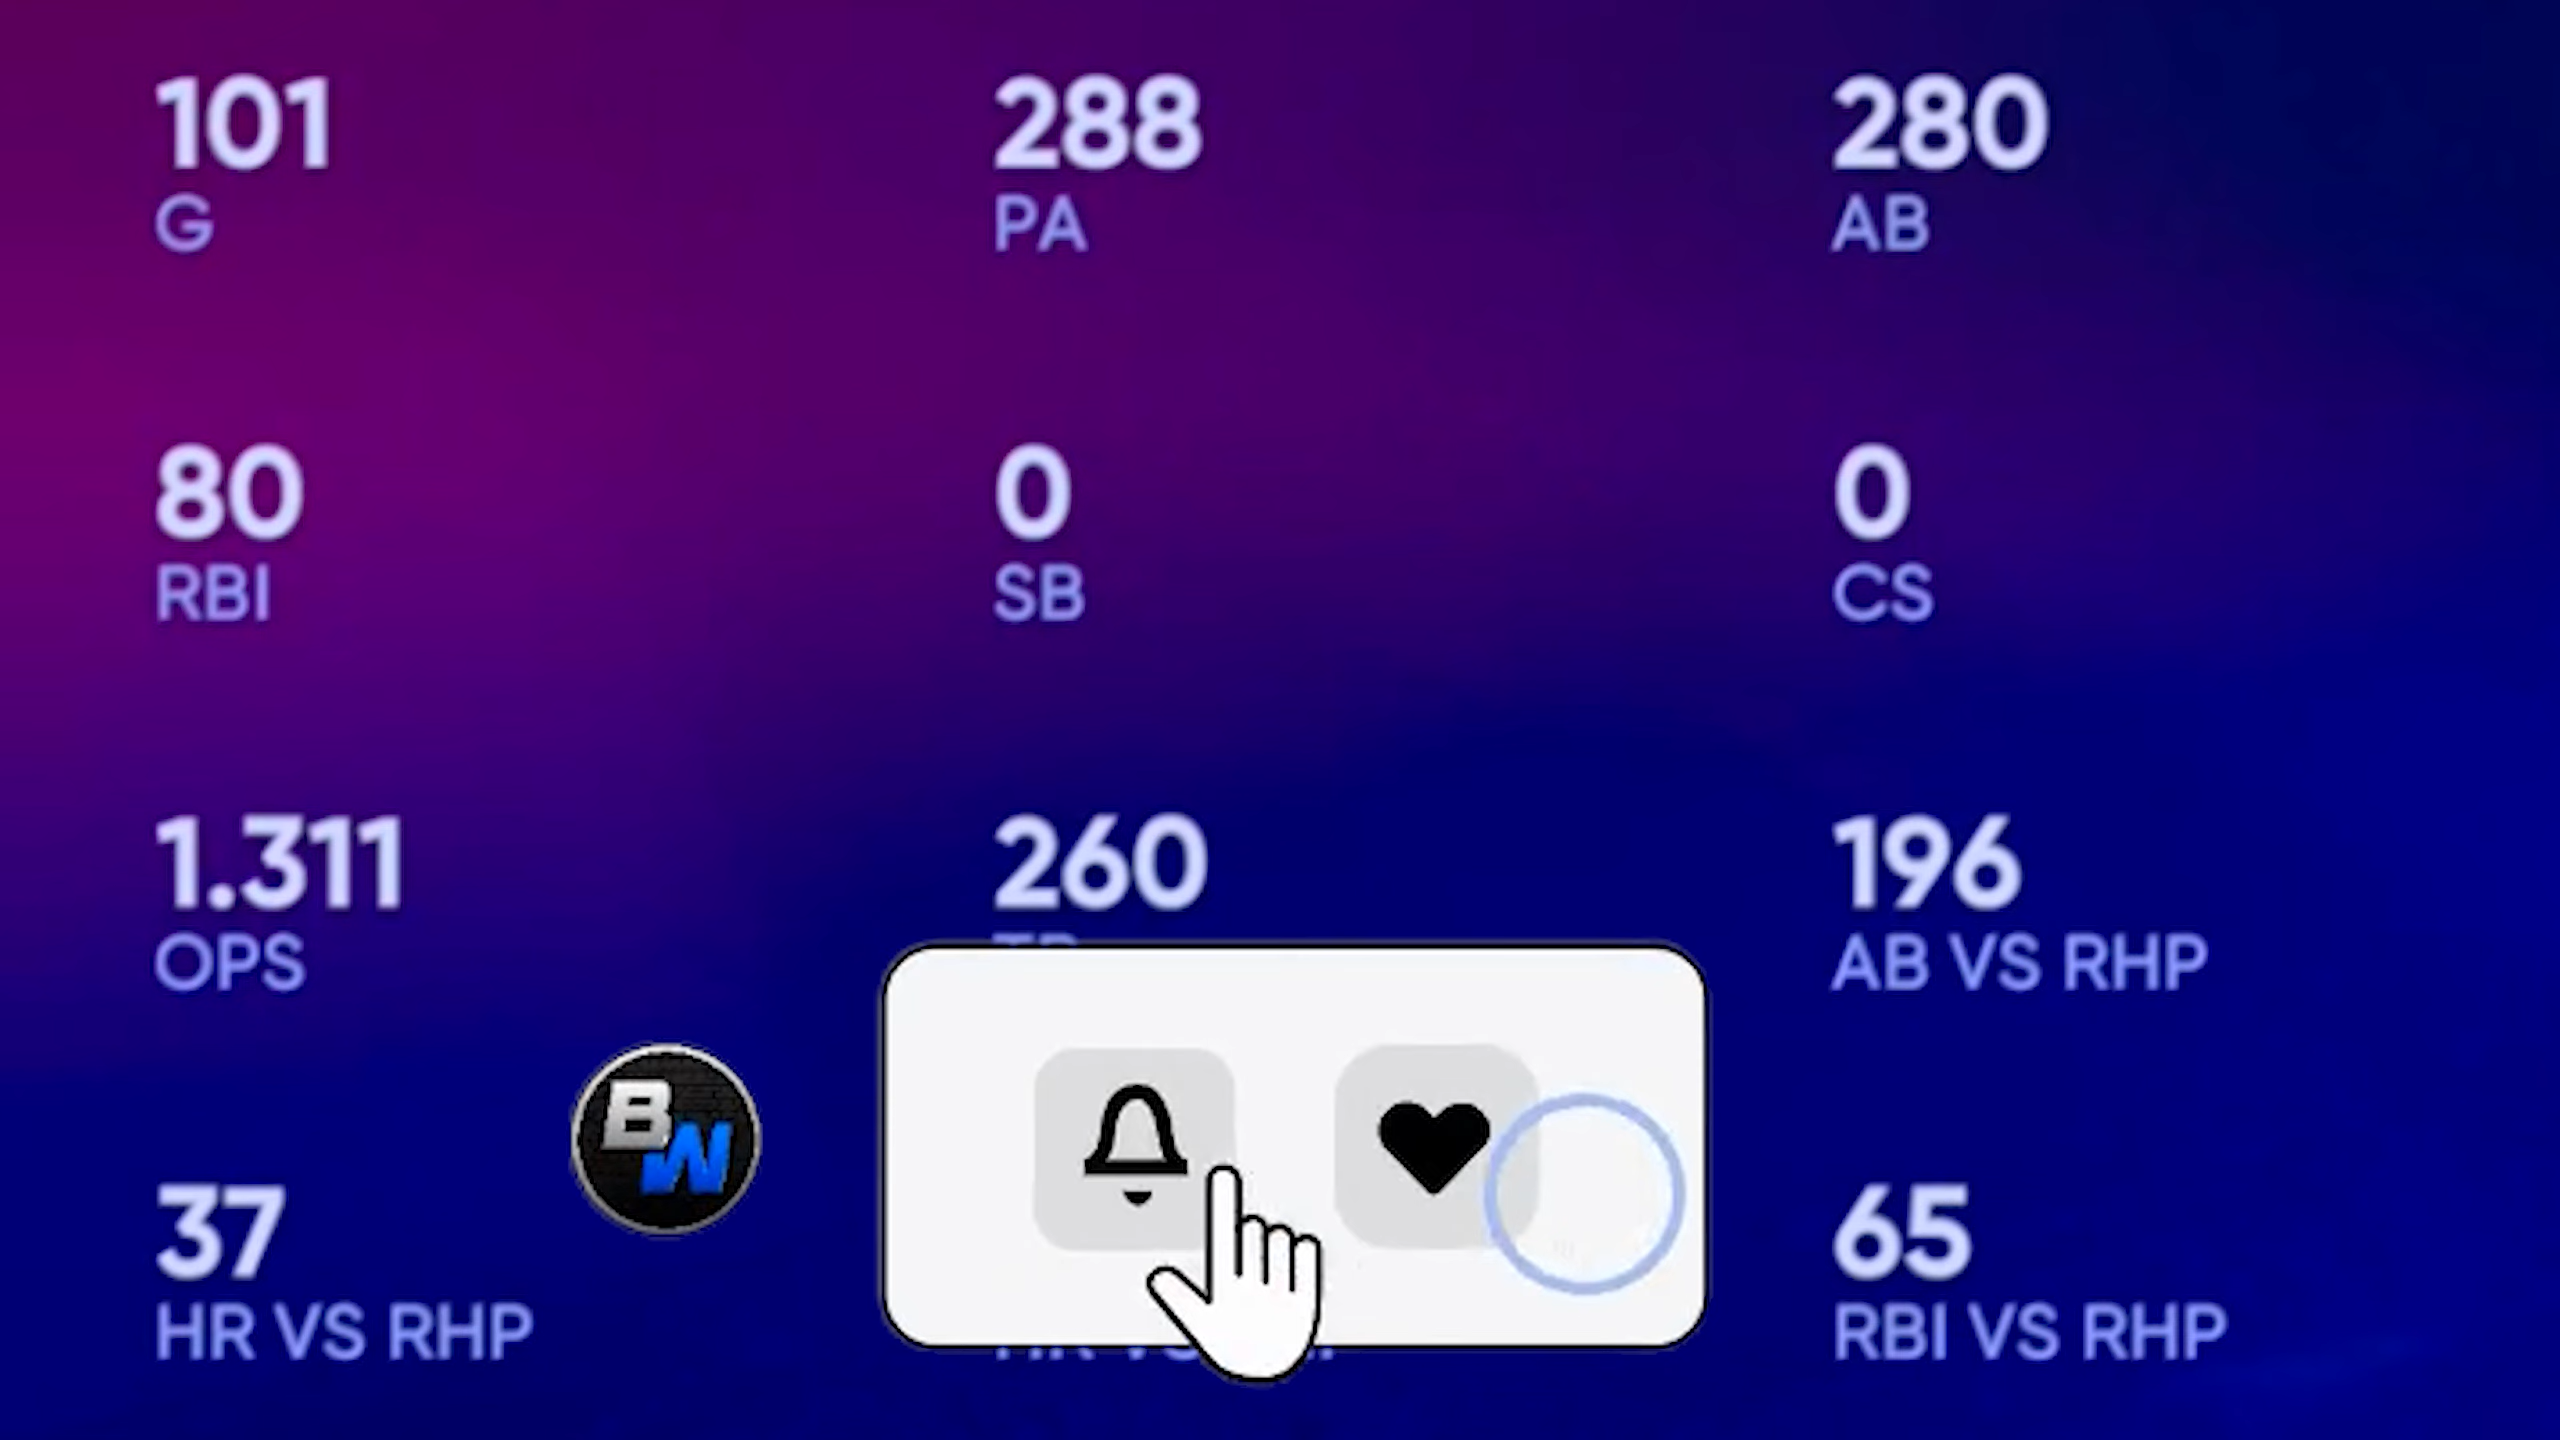 101
G
288
PA
280
AB
80
RBI
0
SB
0
CS
1.311
OPS
260
196
AB VS RHP
BW
37
HR VS RHP
65
RBI VS RHP